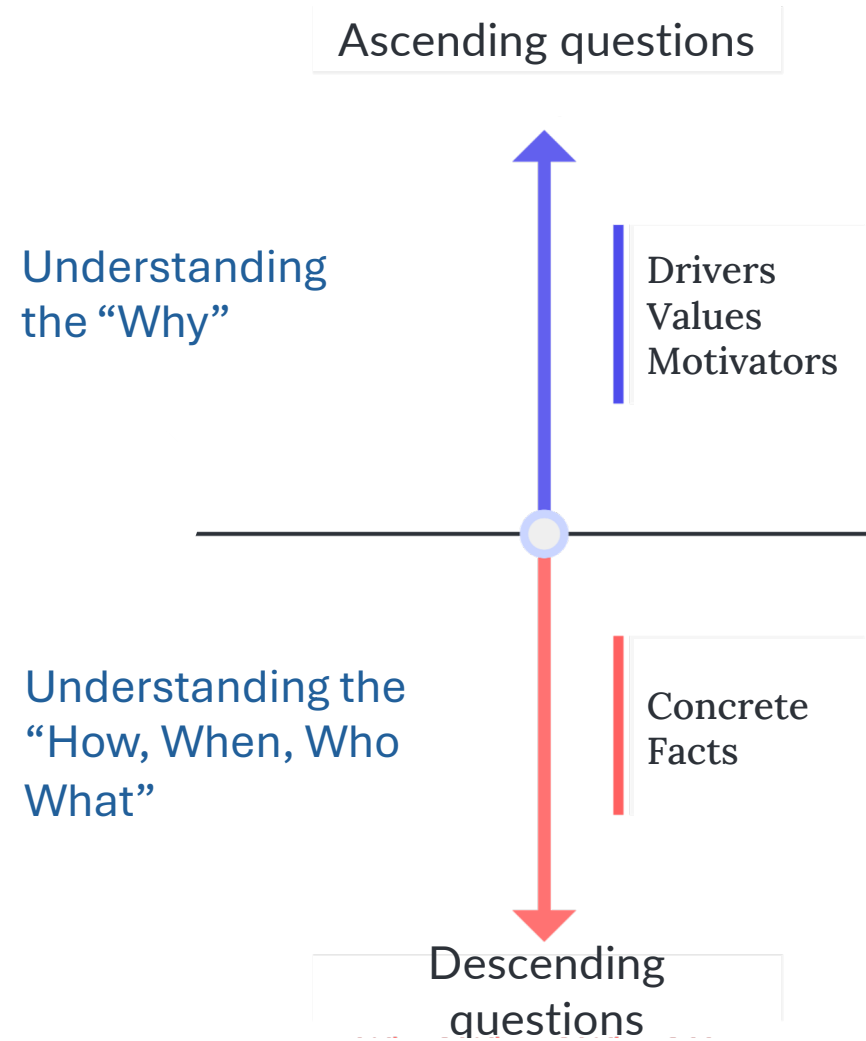 Ascending questions
Understanding
the “Why”
Drivers
Values
Motivators
Understanding the
“How, When, Who
What”
Concrete
Facts
Descending
questions